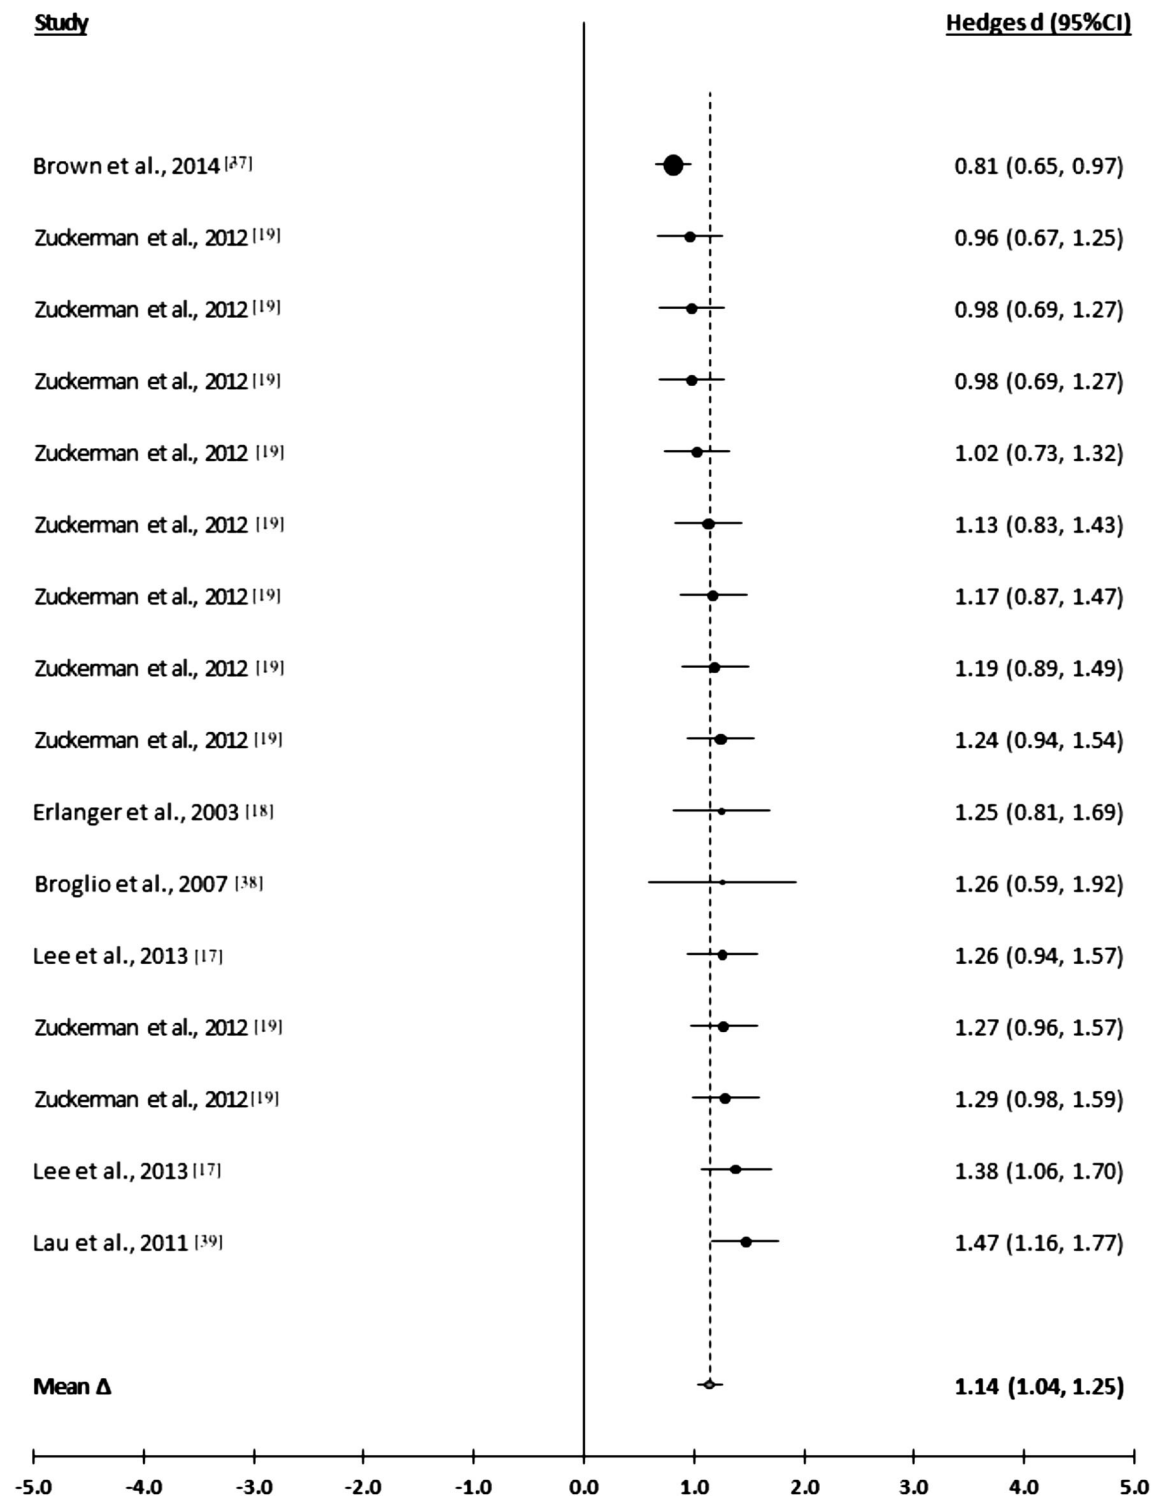 Study Hedges d (95%CI)
Brown et al., 2014 [37] 0.81 (0.65, 0.97)
Zuckerman et al., 2012 [19] 0.96 (0.67, 1.25)
Zuckerman et al., 2012 [19] 0.98 (0.69, 1.27)
Zuckerman et al., 2012 [19] 0.98 (0.69, 1.27)
Zuckerman et al., 2012 [19] 1.02 (0.73, 1.32)
Zuckerman et al., 2012 [19] 1.13 (0.83, 1.43)
Zuckerman et al., 2012 [19] 1.17 (0.87, 1.47)
Zuckerman et al., 2012 [19] 1.19 (0.89, 1.49)
Zuckerman et al., 2012 [19] 1.24 (0.94, 1.54)
Erlanger et al., 2003 [18] 1.25 (0.81, 1.69)
Broglio et al., 2007 [38] 1.26 (0.59, 1.92)
Lee et al., 2013 [17] 1.26 (0.94, 1.57)
Zuckerman et al., 2012 [19] 1.27 (0.96, 1.57)
Zuckerman et al., 2012 [19] 1.29 (0.98, 1.59)
Lee et al., 2013 [17] 1.38 (1.06, 1.70)
Lau et al., 2011 [39] 1.47 (1.16, 1.77)
Mean Δ 1.14 (1.04, 1.25)
-5.0 -4.0 -3.0 -2.0 -1.0 0.0 1.0 2.0 3.0 4.0 5.0